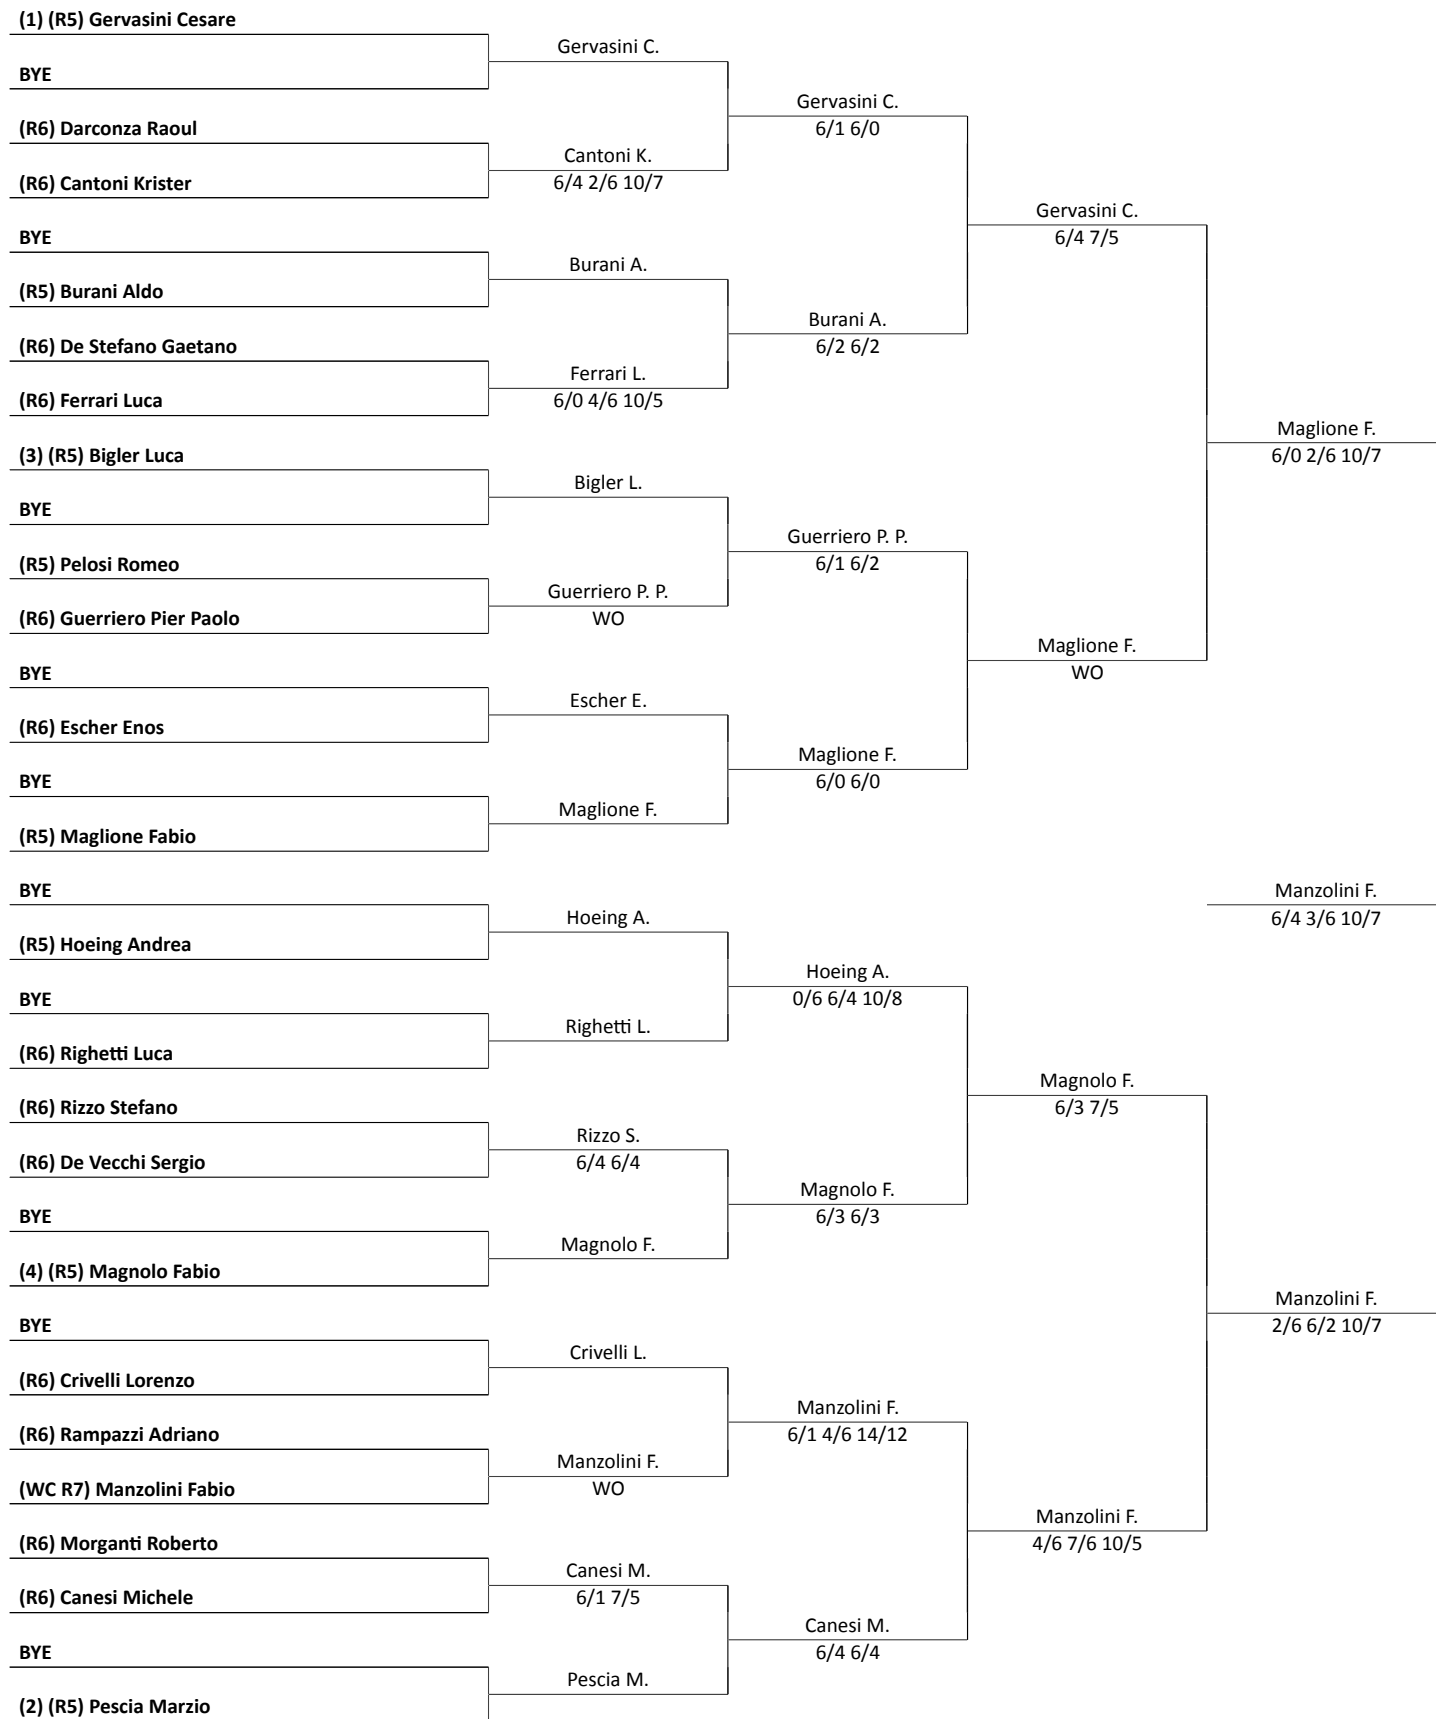 (1) (R5) Gervasini Cesare
BYE
(R6) Darconza Raoul
(R6) Cantoni Krister
BYE
(R5) Burani Aldo
(R6) De Stefano Gaetano
(R6) Ferrari Luca
(3) (R5) Bigler Luca
BYE
(R5) Pelosi Romeo
(R6) Guerriero Pier Paolo
BYE
(R6) Escher Enos
BYE
(R5) Maglione Fabio
BYE
(R5) Hoeing Andrea
BYE
(R6) Righetti Luca
(R6) Rizzo Stefano
(R6) De Vecchi Sergio
BYE
(4) (R5) Magnolo Fabio
BYE
(R6) Crivelli Lorenzo
(R6) Rampazzi Adriano
(WC R7) Manzolini Fabio
(R6) Morganti Roberto
(R6) Canesi Michele
BYE
(2) (R5) Pescia Marzio
Gervasini C.
Cantoni K.
6/4 2/6 10/7
Burani A.
Ferrari L.
6/0 4/6 10/5
Bigler L.
Guerriero P. P.
WO
Escher E.
Maglione F.
Hoeing A.
Righetti L.
Rizzo S.
6/4 6/4
Magnolo F.
Crivelli L.
Manzolini F.
WO
Canesi M.
6/1 7/5
Pescia M.
Gervasini C.
6/1 6/0
Burani A.
6/2 6/2
Guerriero P. P.
6/1 6/2
Maglione F.
6/0 6/0
Hoeing A.
0/6 6/4 10/8
Magnolo F.
6/3 6/3
Manzolini F.
6/1 4/6 14/12
Canesi M.
6/4 6/4
Gervasini C.
6/4 7/5
Maglione F.
WO
Magnolo F.
6/3 7/5
Manzolini F.
4/6 7/6 10/5
Maglione F.
6/0 2/6 10/7
Manzolini F.
6/4 3/6 10/7
Manzolini F.
2/6 6/2 10/7